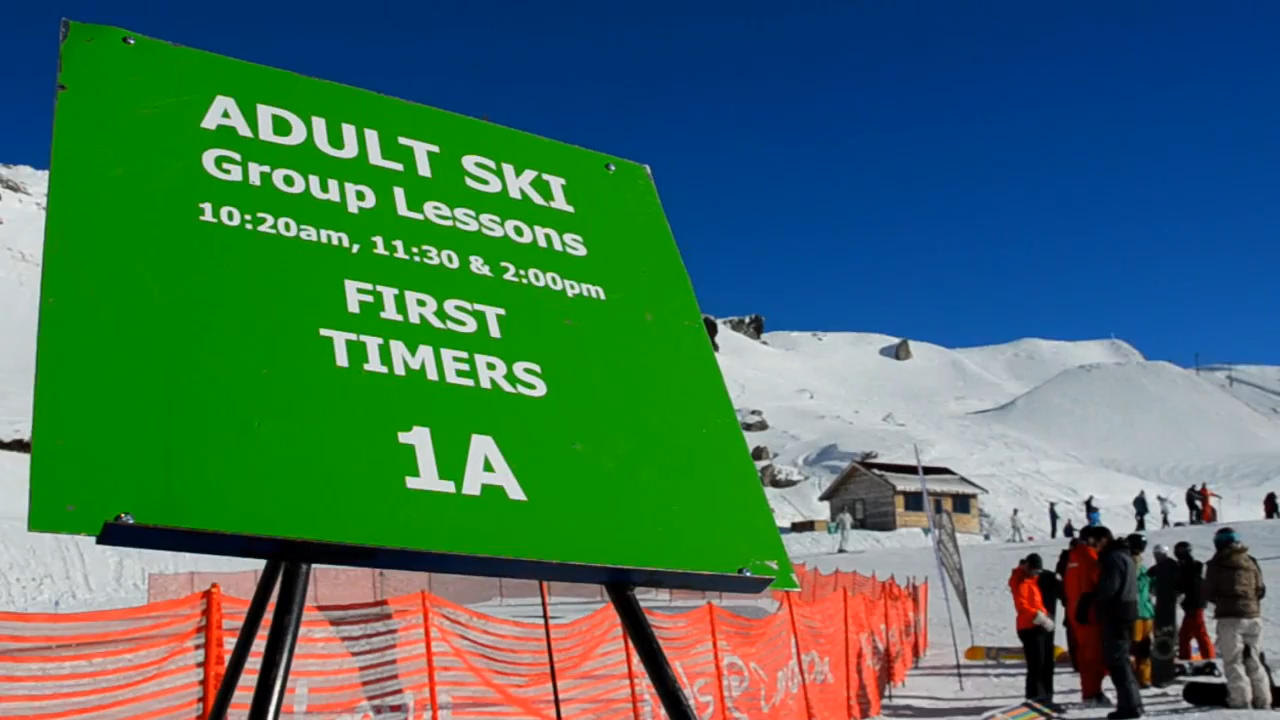 ADULT SKI
Group Lessons
10:20am, 11:30 & 2:00pm
FIRST
TIMERS
1A